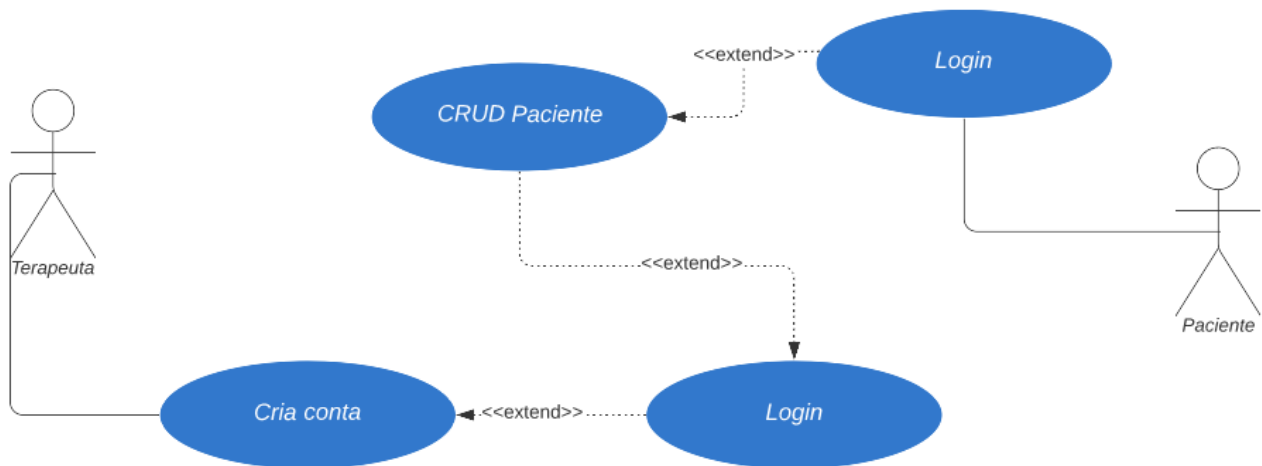 <<extend>>
Login
CRUD Paciente
Terapeuta
<<extend>>
Paciente
Cria conta
<<extend>>
Login